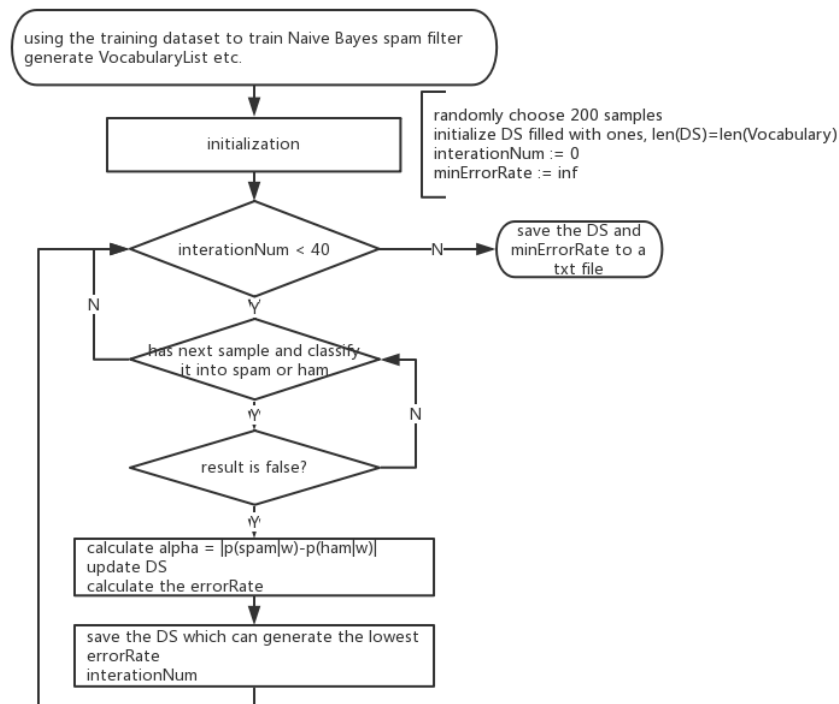 using the training dataset to train Naive Bayes spam filter
generate VocabularyList etc.
initialization
randomly choose 200 samples
initialize DS filled with ones, len(DS)=len(Vocabulary)
interationNum := 0
minErrorRate := inf
interationNum < 40
N
save the DS and
minErrorRate to a
txt file
N
Y
has next sample and classify
it into spam or ham
Y
N
result is false?
Y
calculate alpha = |p(spam|w)-p(ham|w)|
update DS
calculate the errorRate
save the DS which can generate the lowest
errorRate
interationNum